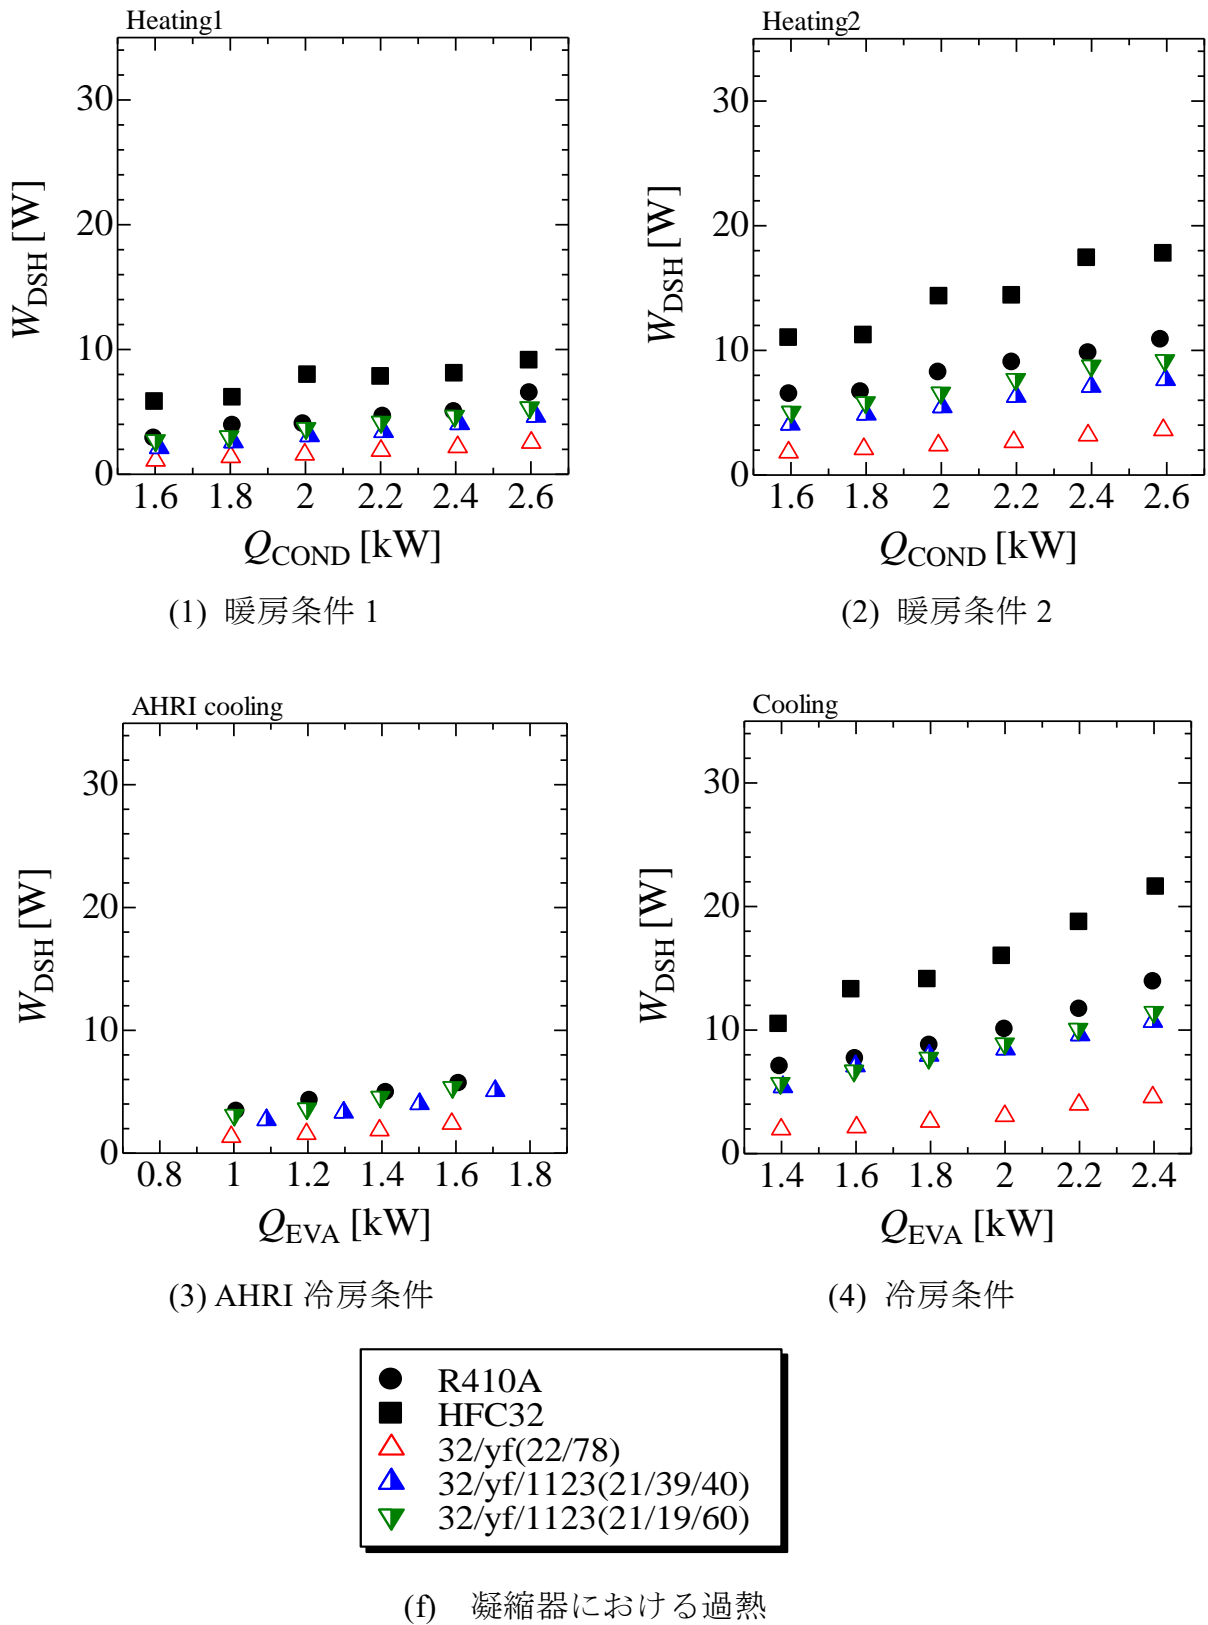 Heating1
30
20
10
0
W_DSH [W]
1.6 1.8 2 2.2 2.4 2.6
Q_COND [kW]
(1) 暖房条件 1
Heating2
30
20
10
0
W_DSH [W]
1.6 1.8 2 2.2 2.4 2.6
Q_COND [kW]
(2) 暖房条件 2
AHRI cooling
30
20
10
0
W_DSH [W]
0.8 1 1.2 1.4 1.6 1.8
Q_EVA [kW]
(3) AHRI 冷房条件
Cooling
30
20
10
0
W_DSH [W]
1.4 1.6 1.8 2 2.2 2.4
Q_EVA [kW]
(4) 冷房条件
R410A
HFC32
32/yf(22/78)
32/yf/1123(21/39/40)
32/yf/1123(21/19/60)
(f) 凝縮器における過熱